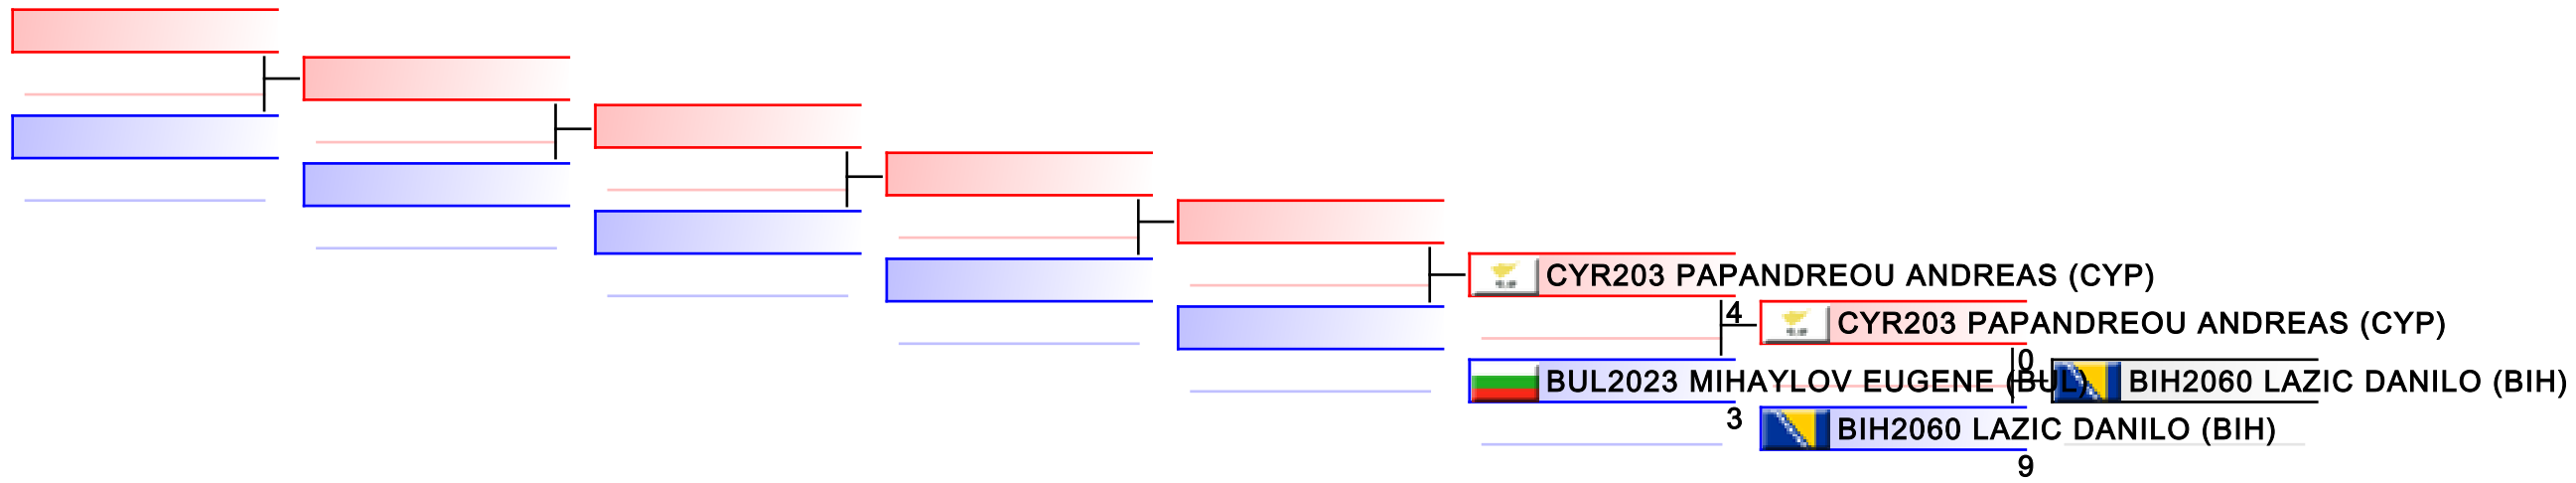 CYR203 PAPANDREOU ANDREAS (CYP)
4
CYR203 PAPANDREOU ANDREAS (CYP)
0
BUL2023 MIHAYLOV EUGENE (BUL)
BIH2060 LAZIC DANILO (BIH)
3
BIH2060 LAZIC DANILO (BIH)
9